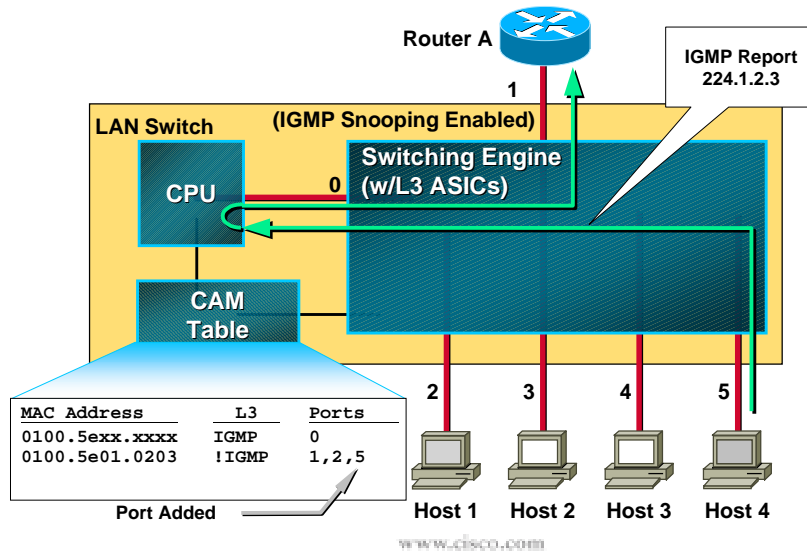 Router A
IGMP Report
224.1.2.3
1
LAN Switch
(IGMP Snooping Enabled)
Switching Engine
(w/L3 ASICs)
CPU
0
CAM
Table
2
3
4
5
MAC Address L3 Ports
0100.5exx.xxxx IGMP 0
0100.5e01.0203 !IGMP 1,2,5
Port Added
Host 1
Host 2
Host 3
Host 4
www.cisco.com